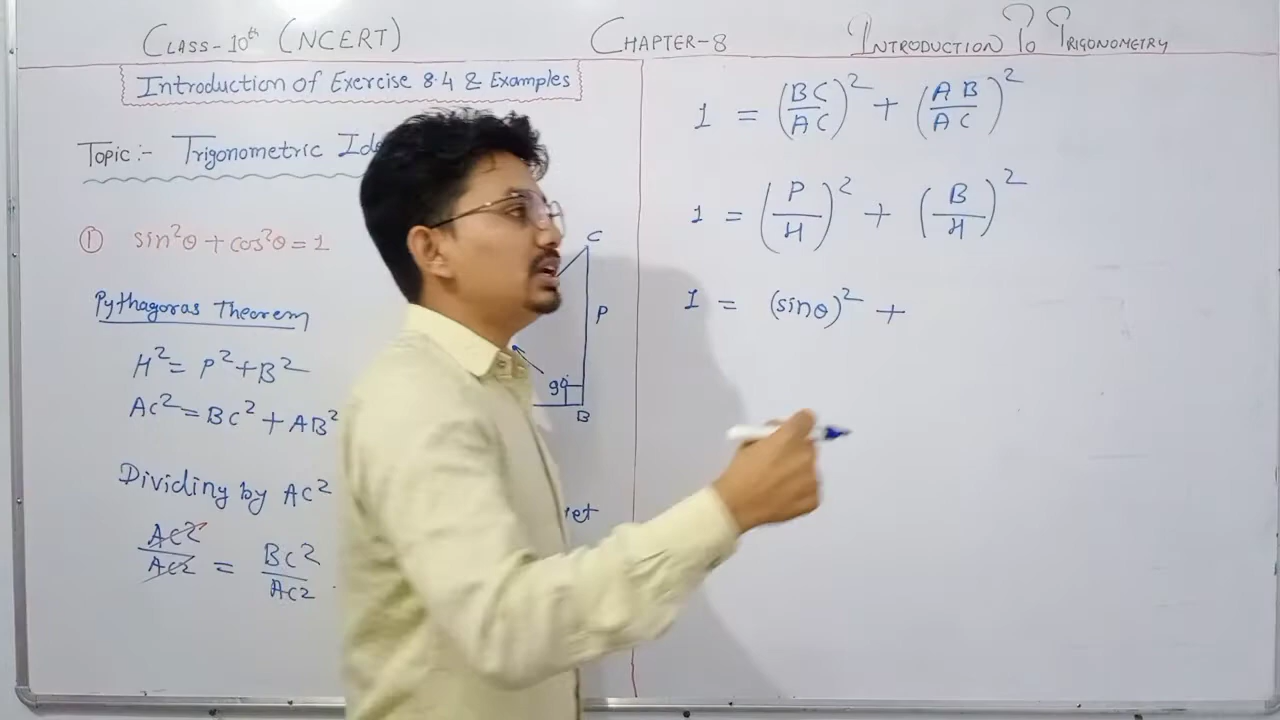 CLASS-10th (NCERT) CHAPTER-8 INTRODUCTION TO TRIGONOMETRY
Introduction of Exercise 8.4 & Examples
Topic:- Trigonometric
① sin²θ + cos²θ = 1
Pythagoras Theorem
H² = P² + B²
AC² = BC² + AB²
Dividing by AC²
AC²/AC² = BC²/AC²
C
P
90°
B
1 = (BC/AC)² + (AB/AC)²
1 = (P/H)² + (B/H)²
1 = (sinθ)² +